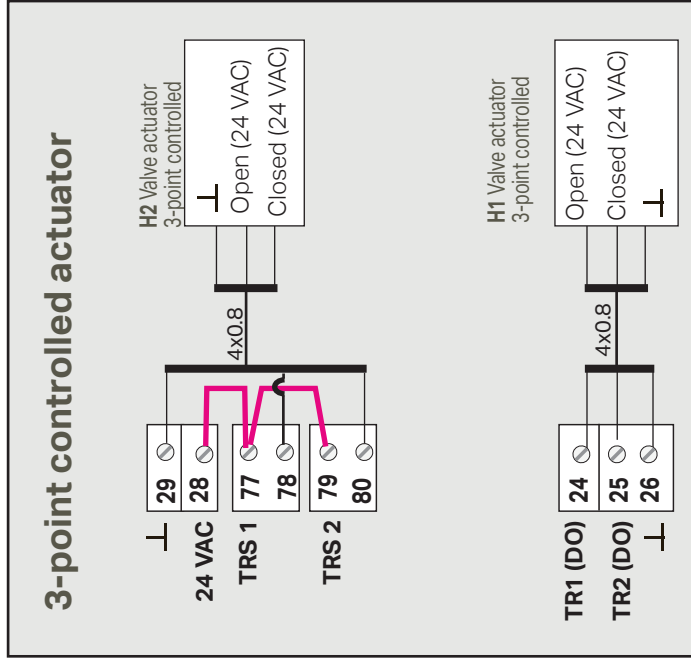 3-point controlled actuator
H2 Valve actuator
3-point controlled
Open (24 VAC)
Closed (24 VAC)
4x0.8
29
28
77
78
79
80
24 VAC
TRS 1
TRS 2
H1 Valve actuator
3-point controlled
Open (24 VAC)
Closed (24 VAC)
4x0.8
24
25
26
TR1 (DO)
TR2 (DO)